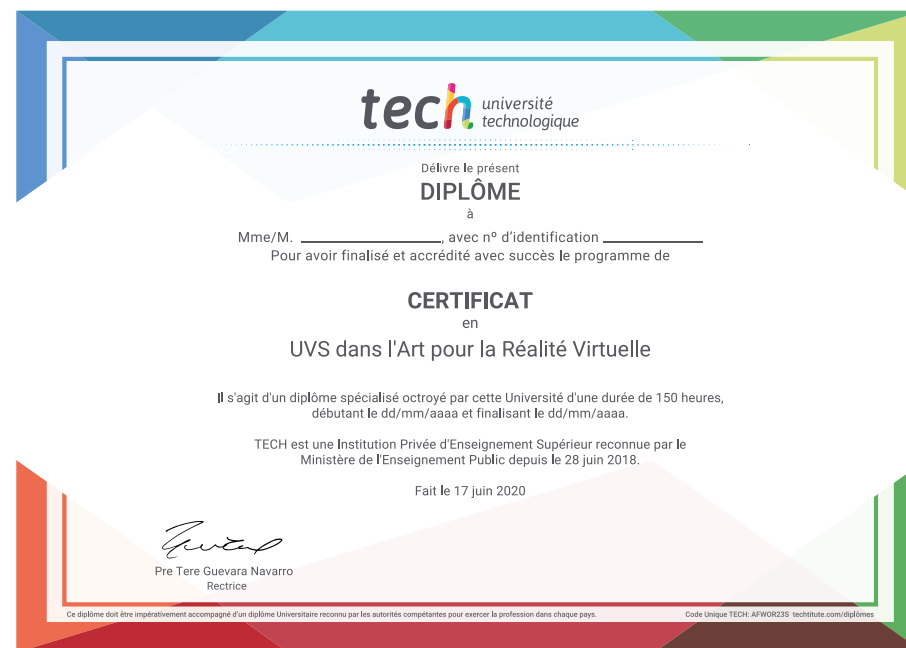 tech université
technologique
Délivre le présent
DIPLÔME
à
Mme/M. ____________________, avec nº d'identification ______________
Pour avoir finalisé et accrédité avec succès le programme de
CERTIFICAT
en
UVS dans l'Art pour la Réalité Virtuelle
Il s'agit d'un diplôme spécialisé octroyé par cette Université d'une durée de 150 heures,
débutant le dd/mm/aaaa et finalisant le dd/mm/aaaa.
TECH est une Institution Privée d'Enseignement Supérieur reconnue par le
Ministère de l'Enseignement Public depuis le 28 juin 2018.
Fait le 17 juin 2020
Pre Tere Guevara Navarro
Rectrice
Ce diplôme doit être impérativement accompagné d'un diplôme Universitaire reconnu par les autorités compétantes pour exercer la profession dans chaque pays.
Code Unique TECH: AFWOR23S techtitute.com/diplômes